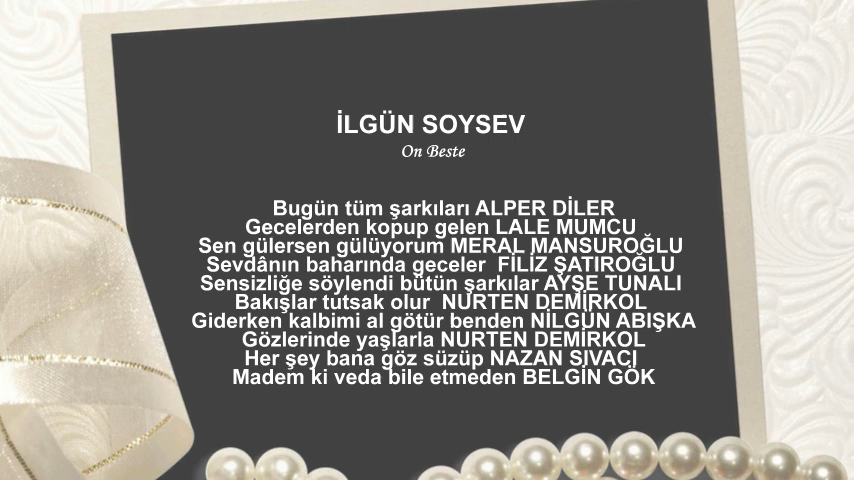 İLGÜN SOYSEV
On Beste
Bugün tüm şarkıları ALPER DİLER
Gecelerden kopup gelen LALE MUMCU
Sen gülersen gülüyorum MERAL MANSUROĞLU
Sevdânın baharında geceler  FİLİZ ŞATIROĞLU
Sensizliğe söylendi bütün şarkılar AYŞE TUNALI
Bakışlar tutsak olur  NURTEN DEMİRKOL
Giderken kalbimi al götür benden NİLGÜN ABIŞKA
Gözlerinde yaşlarla NURTEN DEMİRKOL
Her şey bana göz süzüp NAZAN SIVACI
Madem ki veda bile etmeden BELGİN GÖK